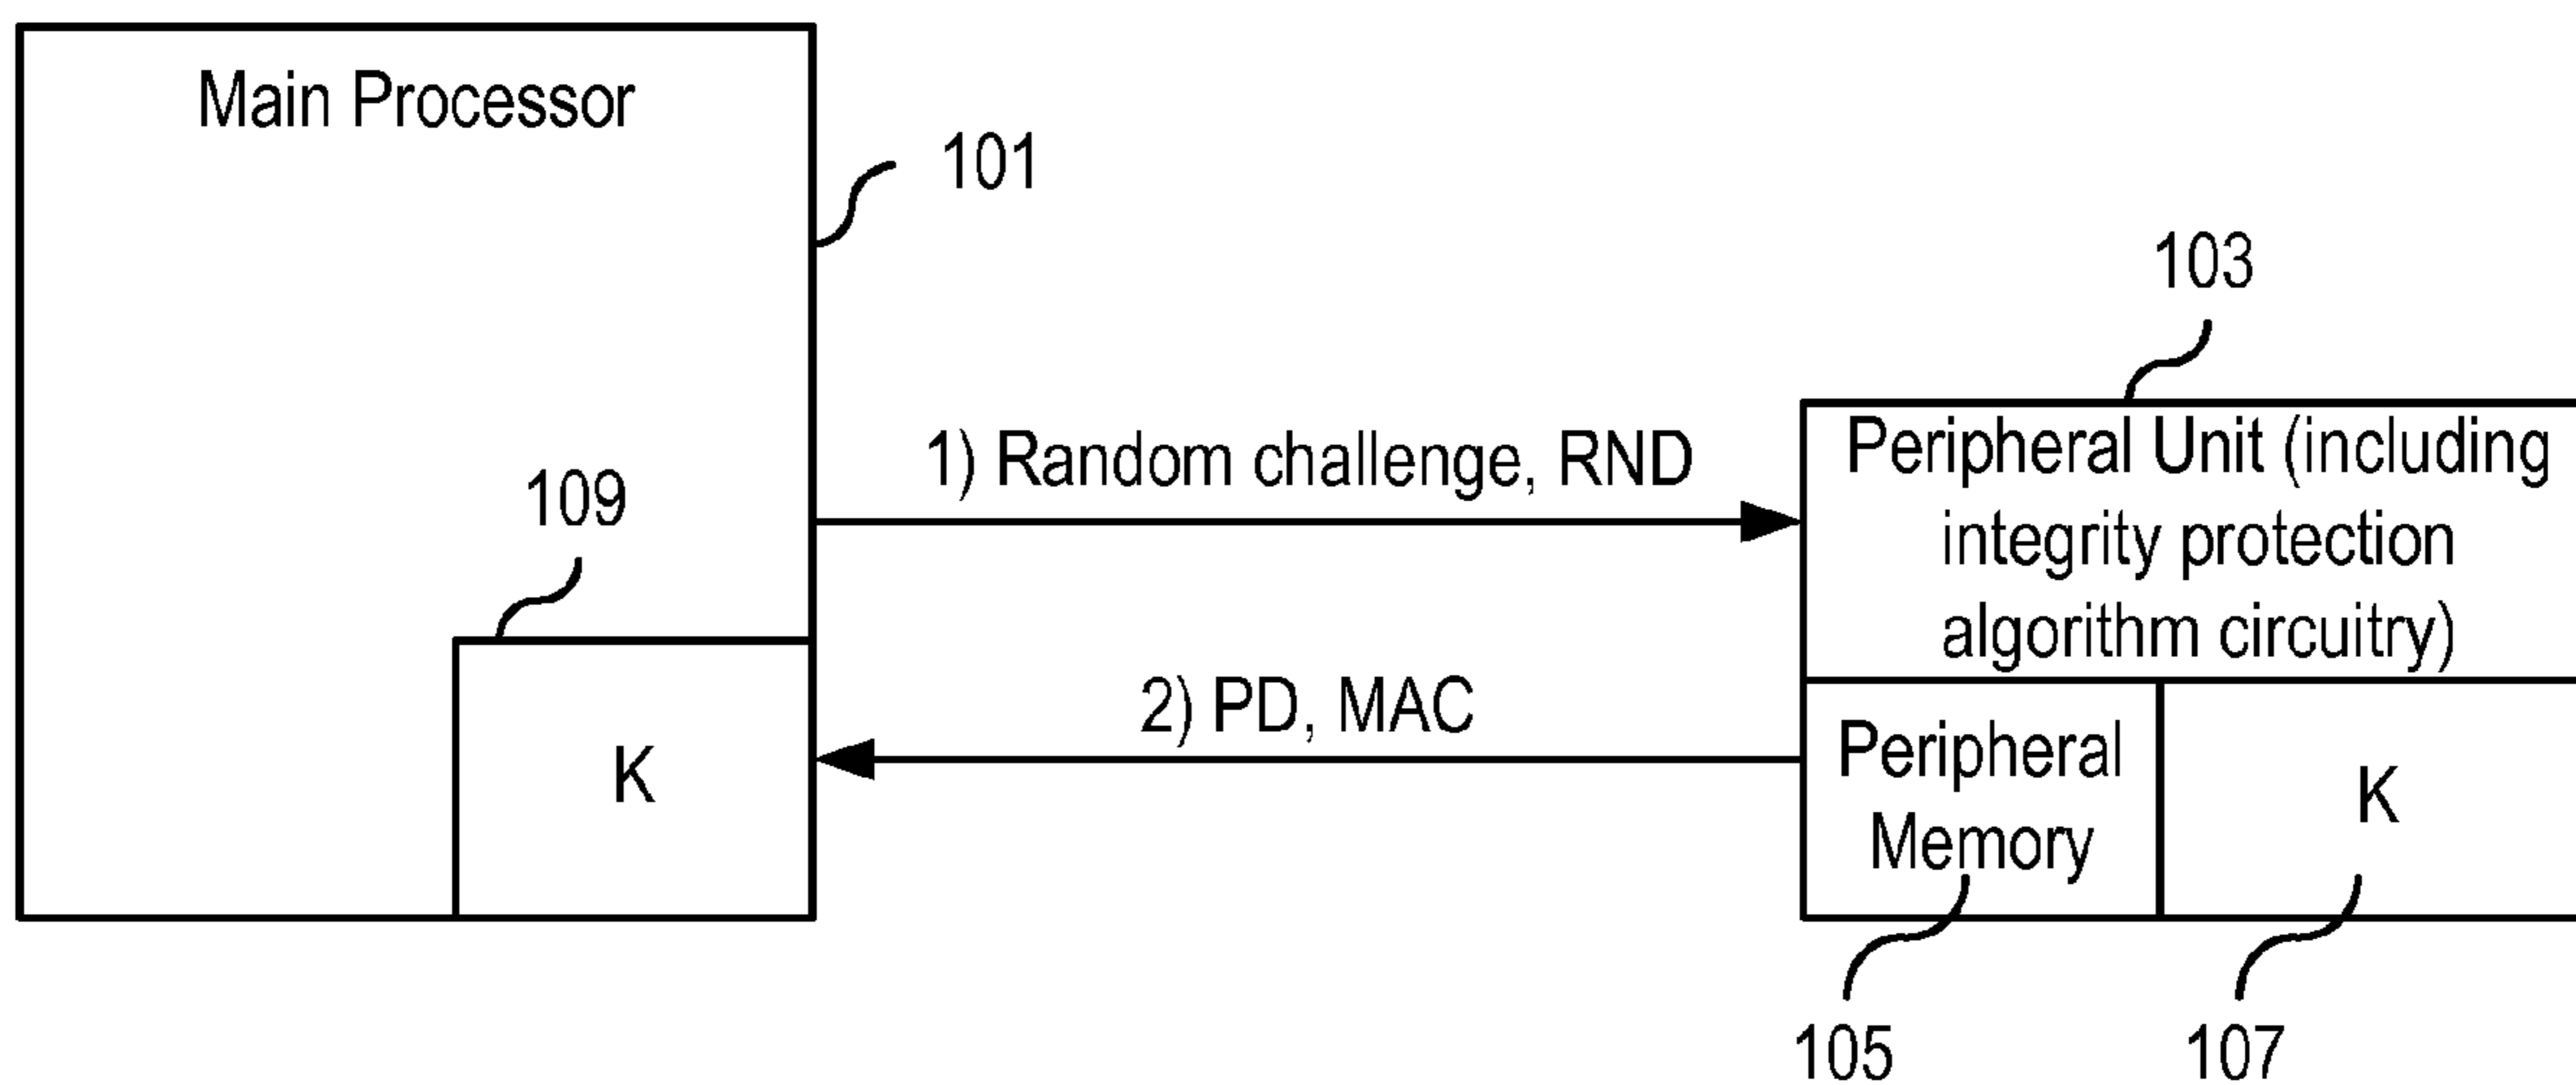 Main Processor
101
103
1) Random challenge, RND
Peripheral Unit (including
integrity protection
algorithm circuitry)
109
2) PD, MAC
K
Peripheral
Memory
K
105
107